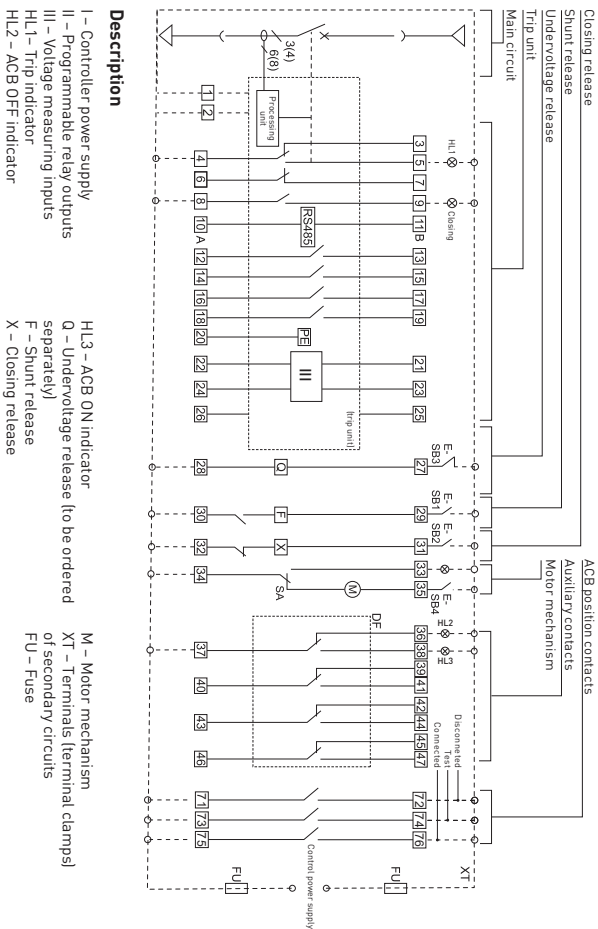 Closing release
Shunt release
Undervoltage release
Trip unit
Main circuit
ACB position contacts
Auxiliary contacts
Motor mechanism
XT
Disconneted
Test
Connected
HL1
Closing
E-
SB3
E-
SB1
E-
SB2
E-
SB4
HL2
HL3
3
5
7
9
11 B
13
15
17
19
21
23
25
27
29
31
33
35
36
38
39
41
42
44
45
47
72
74
76
FU
X
3(4)
6(8)
(trip unit)
DF
M
RS485
PE
III
Q
F
X
SA
Processing
unit
Control power supply
1
2
4
6
8
10 A
12
14
16
18
20
22
24
26
28
30
32
34
37
40
43
46
71
73
75
FU
Description
I – Controller power supply
II – Programmable relay outputs
III – Voltage measuring inputs
HL1– Trip indicator
HL2 – ACB OFF indicator
HL3 – ACB ON indicator
Q – Undervoltage release (to be ordered
separately)
F – Shunt release
X – Closing release
M – Motor mechanism
XT – Terminals (terminal clamps)
of secondary circuits
FU – Fuse